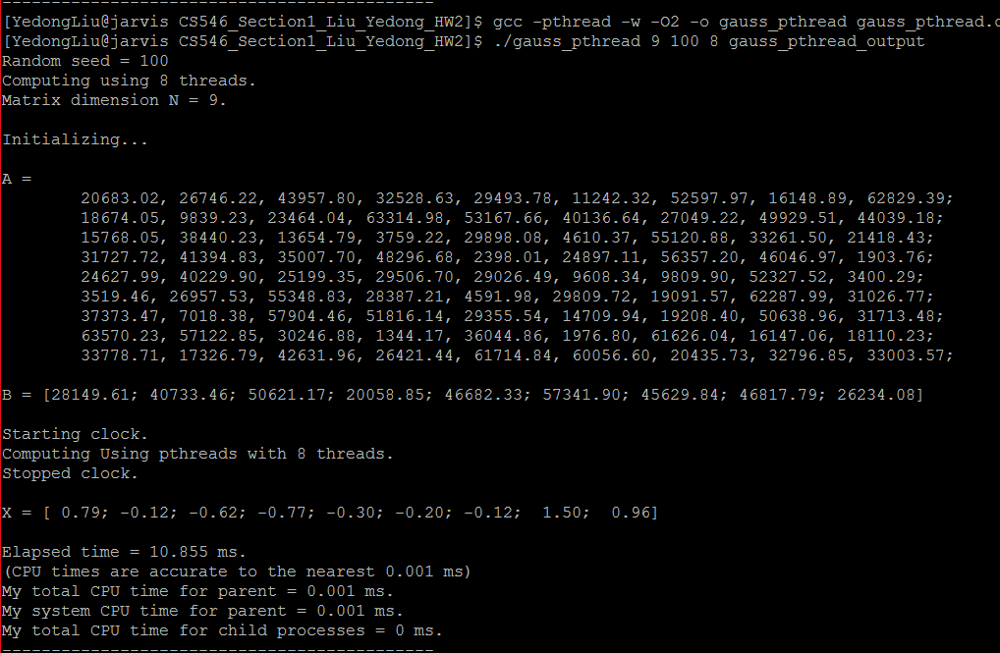 --------------------------------------------
[YedongLiu@jarvis CS546_Section1_Liu_Yedong_HW2]$ gcc -pthread -w -O2 -o gauss_pthread gauss_pthread.c
[YedongLiu@jarvis CS546_Section1_Liu_Yedong_HW2]$ ./gauss_pthread 9 100 8 gauss_pthread_output
Random seed = 100
Computing using 8 threads.
Matrix dimension N = 9.

Initializing...

A =
        20683.02, 26746.22, 43957.80, 32528.63, 29493.78, 11242.32, 52597.97, 16148.89, 62829.39;
        18674.05, 9839.23, 23464.04, 63314.98, 53167.66, 40136.64, 27049.22, 49929.51, 44039.18;
        15768.05, 38440.23, 13654.79, 3759.22, 29898.08, 4610.37, 55120.88, 33261.50, 21418.43;
        31727.72, 41394.83, 35007.70, 48296.68, 2398.01, 24897.11, 56357.20, 46046.97, 1903.76;
        24627.99, 40229.90, 25199.35, 29506.70, 29026.49, 9608.34, 9809.90, 52327.52, 3400.29;
        3519.46, 26957.53, 55348.83, 28387.21, 4591.98, 29809.72, 19091.57, 62287.99, 31026.77;
        37373.47, 7018.38, 57904.46, 51816.14, 29355.54, 14709.94, 19208.40, 50638.96, 31713.48;
        63570.23, 57122.85, 30246.88, 1344.17, 36044.86, 1976.80, 61626.04, 16147.06, 18110.23;
        33778.71, 17326.79, 42631.96, 26421.44, 61714.84, 60056.60, 20435.73, 32796.85, 33003.57;

B = [28149.61; 40733.46; 50621.17; 20058.85; 46682.33; 57341.90; 45629.84; 46817.79; 26234.08]

Starting clock.
Computing Using pthreads with 8 threads.
Stopped clock.

X = [ 0.79; -0.12; -0.62; -0.77; -0.30; -0.20; -0.12;  1.50;  0.96]

Elapsed time = 10.855 ms.
(CPU times are accurate to the nearest 0.001 ms)
My total CPU time for parent = 0.001 ms.
My system CPU time for parent = 0.001 ms.
My total CPU time for child processes = 0 ms.
--------------------------------------------